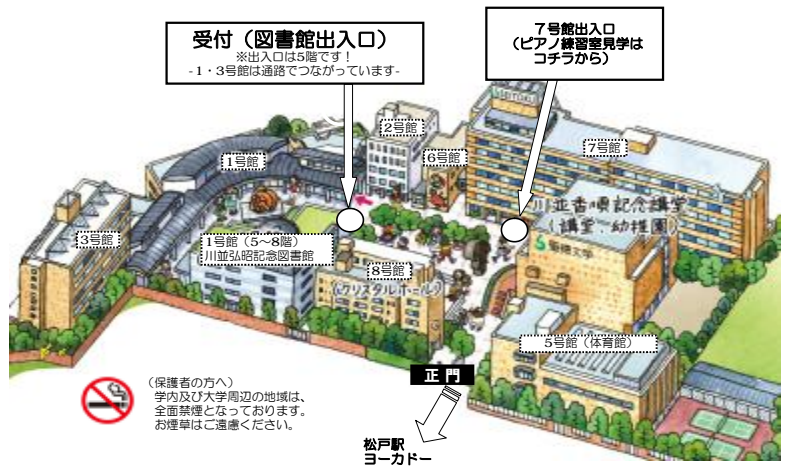 受付（図書館出入口）
※出入口は5階です！
-１・３号館は通路でつながっています-
７号館出入口
（ピアノ練習室見学は
コチラから）
２号館
６号館
７号館
１号館
川並香順記念講堂
（講堂・幼稚園）
３号館
１号館（５～８階）
川並弘昭記念図書館
聖徳大学
８号館
（クリスタルホール）
５号館（体育館）
正 門
（保護者の方へ）
学内及び大学周辺の地域は、
全面禁煙となっております。
お煙草はご遠慮ください。
松戸駅
ヨーカドー